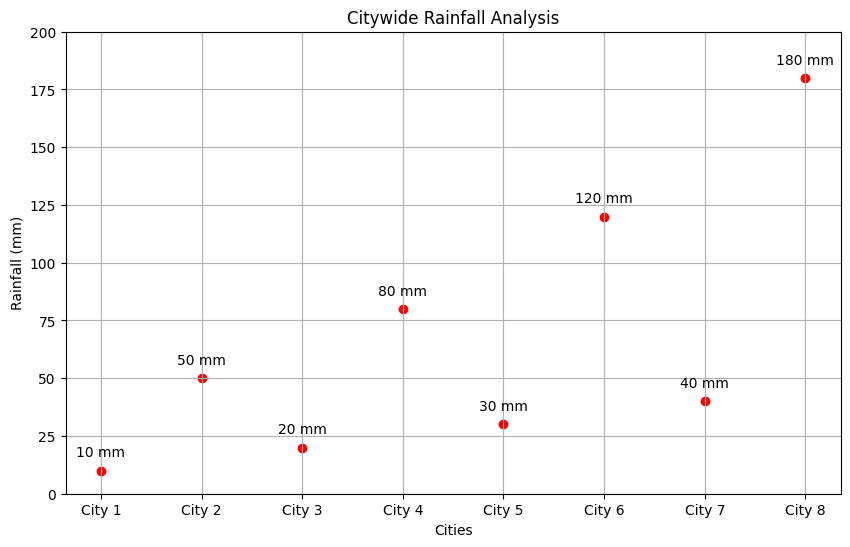 Citywide Rainfall Analysis
Rainfall (mm)
200
175
150
125
100
75
50
25
0
10 mm
50 mm
20 mm
80 mm
30 mm
120 mm
40 mm
180 mm
City 1
City 2
City 3
City 4
City 5
City 6
City 7
City 8
Cities